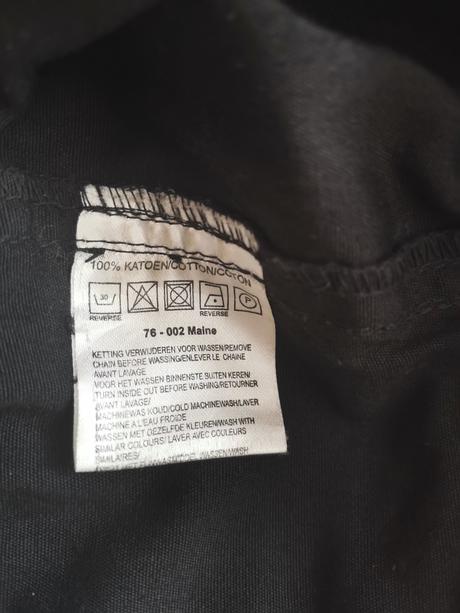 100% KATOEN/COTTON/COTON
30 P
REVERSE REVERSE
76 - 002 Maine
KETTING VERWIJDEREN VOOR WASSEN/REMOVE
CHAIN BEFORE WASSING/ENLEVER LE CHAINE
AVANT LAVAGE
VOOR HET WASSEN BINNENSTE BUITEN KEREN/
TURN INSIDE OUT BEFORE WASHING/RETOURNER
AVANT LAVAGE/
MACHINEWAS KOUD/COLD MACHINEWASH/LAVER
MACHINE A L'EAU FROIDE
WASSEN MET DEZELFDE KLEUREN/WASH WITH
SIMILAR COLOURS/ LAVER AVEC COULEURS
SIMILAIRES/
WASSEN/WASH